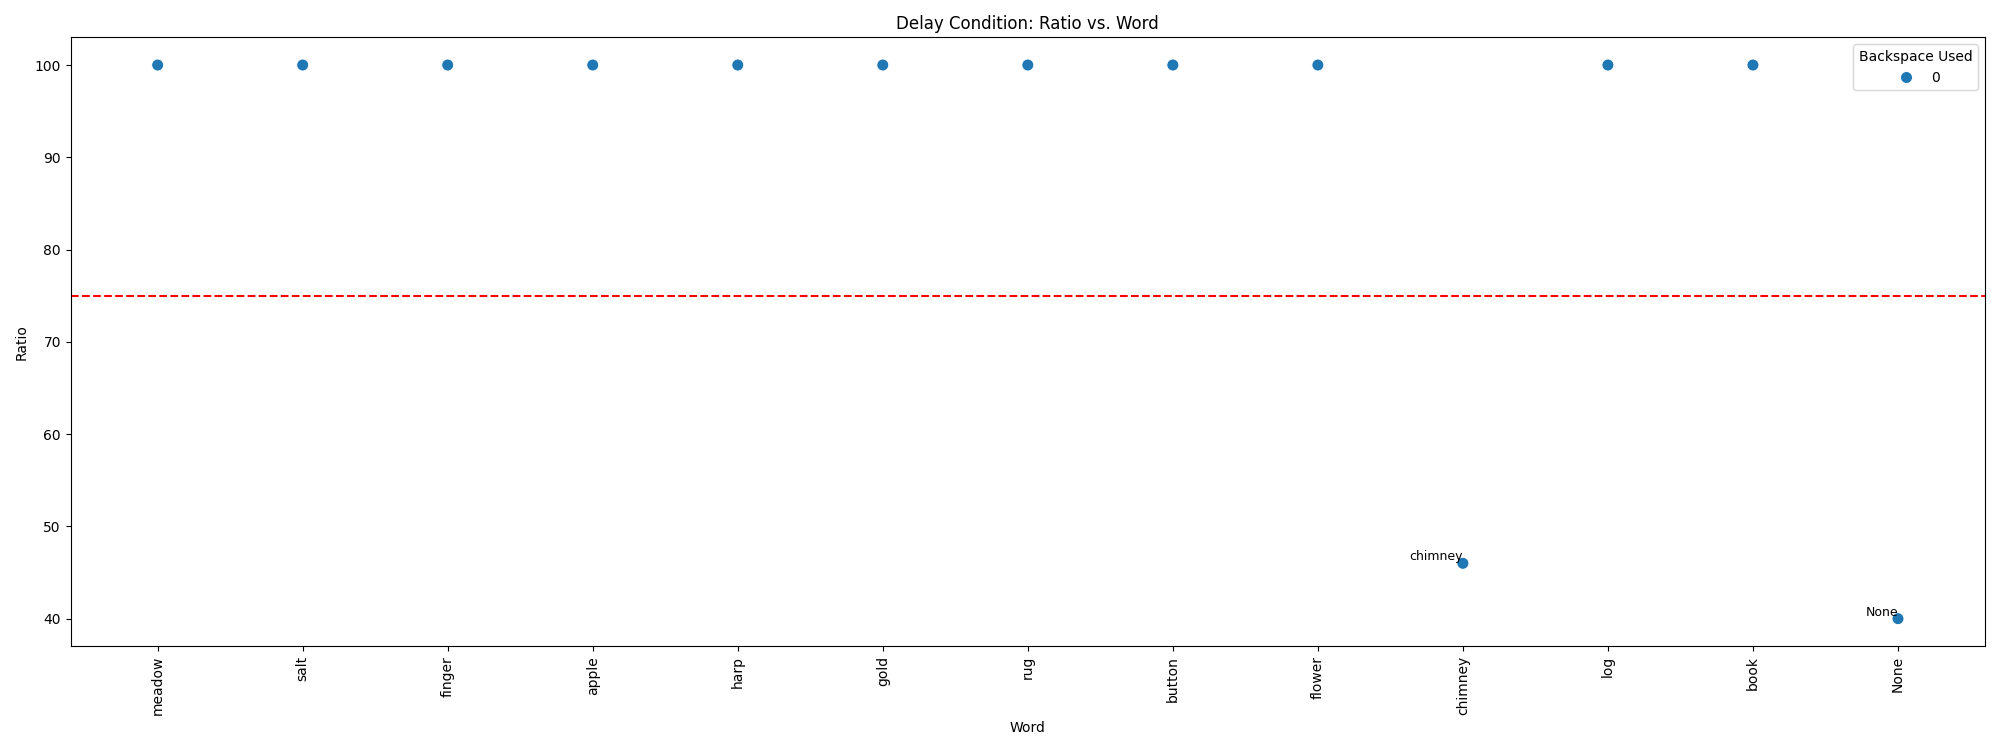 Delay Condition: Ratio vs. Word
Backspace Used
0
Ratio
100
90
80
70
60
50
40
chimney
None
meadow
salt
finger
apple
harp
gold
rug
button
flower
chimney
log
book
None
Word